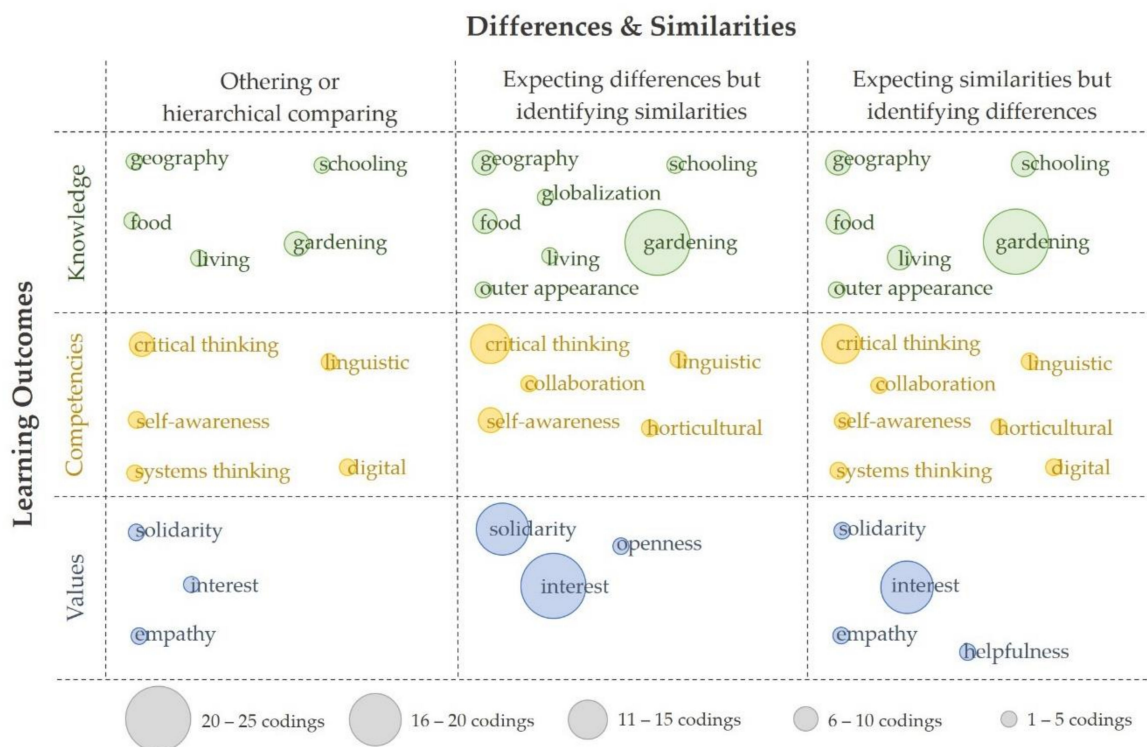 Differences & Similarities
Othering or
hierarchical comparing
Expecting differences but
identifying similarities
Expecting similarities but
identifying differences
Learning Outcomes
Knowledge
geography
schooling
food
gardening
living
geography
schooling
globalization
food
gardening
living
outer appearance
geography
schooling
food
gardening
living
outer appearance
Competencies
critical thinking
linguistic
self-awareness
systems thinking
digital
critical thinking
linguistic
collaboration
self-awareness
horticultural
critical thinking
linguistic
collaboration
self-awareness
horticultural
systems thinking
digital
Values
solidarity
interest
empathy
solidarity
openness
interest
solidarity
interest
empathy
helpfulness
20 – 25 codings
16 – 20 codings
11 – 15 codings
6 – 10 codings
1 – 5 codings